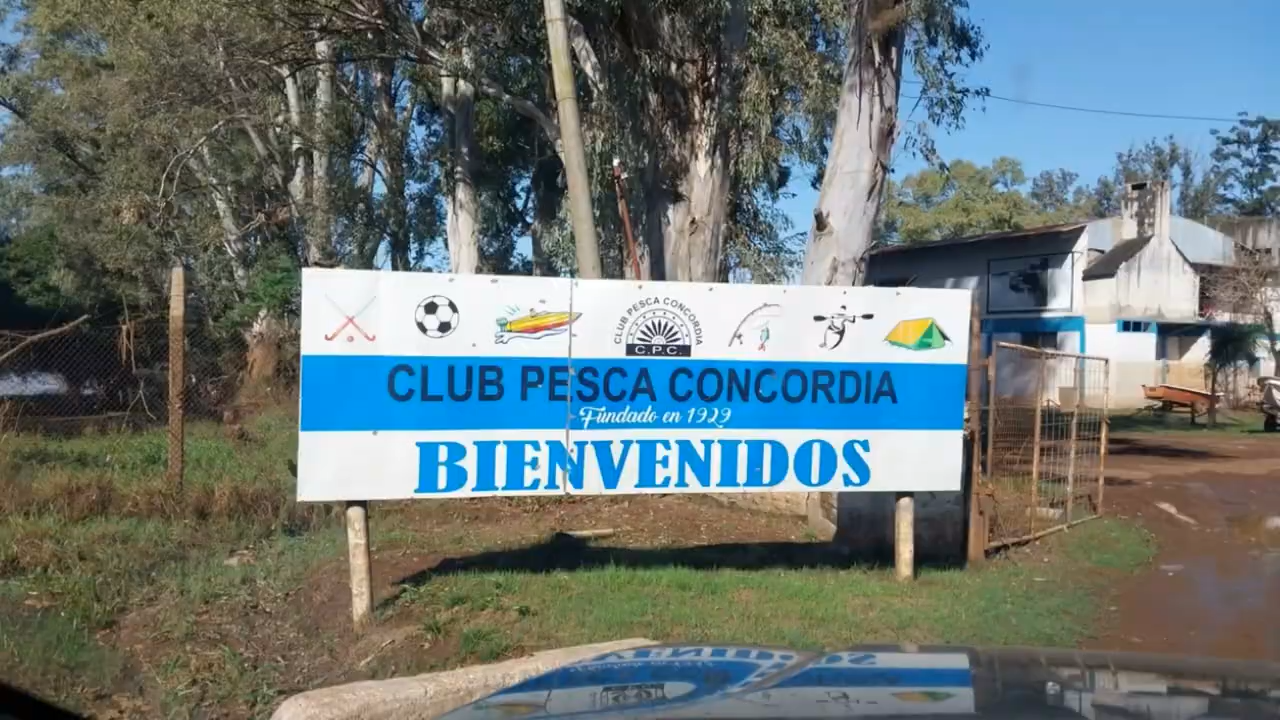 CLUB PESCA CONCORDIA
C.P.C.
CLUB PESCA CONCORDIA
Fundado en 1929
BIENVENIDOS